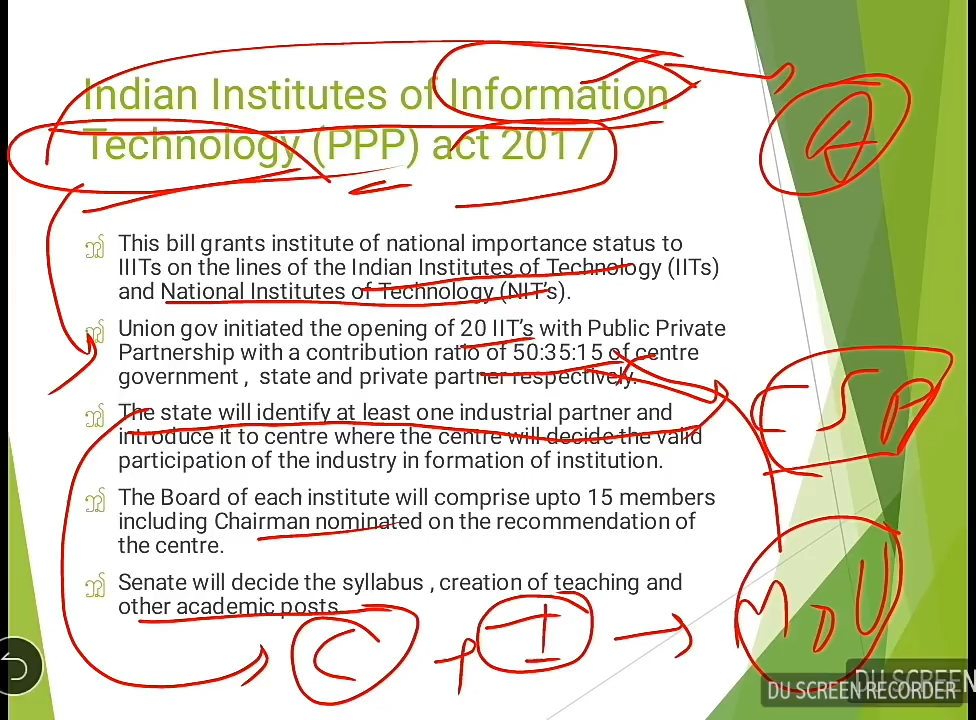 Indian Institutes of Information
Technology (PPP) act 2017
This bill grants institute of national importance status to
IIITs on the lines of the Indian Institutes of Technology (IITs)
and National Institutes of Technology (NIT's).
Union gov initiated the opening of 20 IIT's with Public Private
Partnership with a contribution ratio of 50:35:15 of centre
government , state and private partner respectively.
The state will identify at least one industrial partner and
introduce it to centre where the centre will decide the valid
participation of the industry in formation of institution.
The Board of each institute will comprise upto 15 members
including Chairman nominated on the recommendation of
the centre.
Senate will decide the syllabus , creation of teaching and
other academic posts.
C S P
C + I → MoU
DU SCREEN RECORDER
DU SCREEN